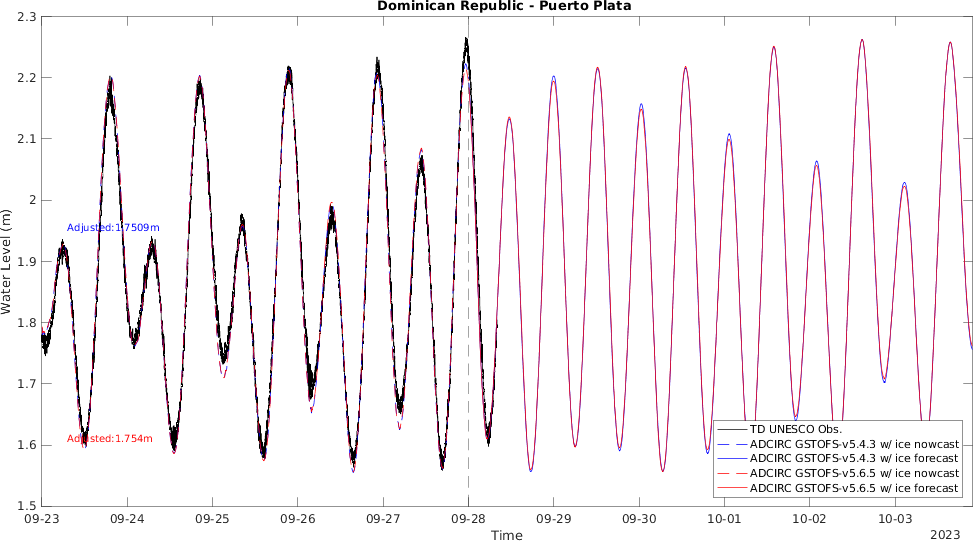 Dominican Republic - Puerto Plata
2.3
2.2
2.1
2
1.9
1.8
1.7
1.6
1.5
Water Level (m)
Adjusted:1.7509m
Adjusted:1.754m
TD UNESCO Obs.
ADCIRC GSTOFS-v5.4.3 w/ ice nowcast
ADCIRC GSTOFS-v5.4.3 w/ ice forecast
ADCIRC GSTOFS-v5.6.5 w/ ice nowcast
ADCIRC GSTOFS-v5.6.5 w/ ice forecast
09-23 09-24 09-25 09-26 09-27 09-28 09-29 09-30 10-01 10-02 10-03
Time
2023